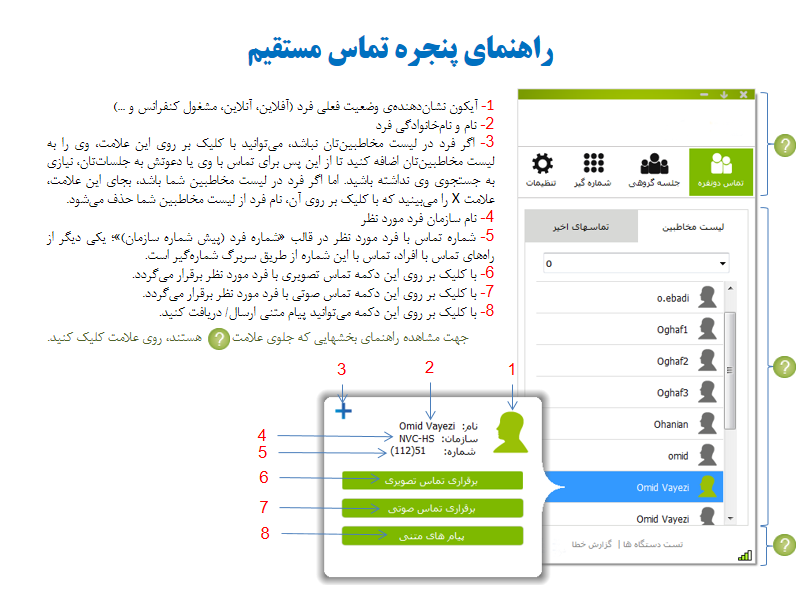 راهنمای پنجره تماس مستقیم
1- آیکون نشان‌دهنده‌ی وضعیت فعلی فرد (آفلاین، آنلاین، مشغول کنفرانس و ...)
2- نام و نام‌خانوادگی فرد
3- اگر فرد در لیست مخاطبین‌تان نباشد، می‌توانید با کلیک بر روی این علامت، وی را به
لیست مخاطبین‌تان اضافه کنید تا از این پس برای تماس با وی یا دعوتش به جلسات‌تان، نیازی
به جستجوی وی نداشته باشید. اما اگر فرد در لیست مخاطبین شما باشد، بجای این علامت،
علامت X را می‌بینید که با کلیک بر روی آن، نام فرد از لیست مخاطبین شما حذف می‌شود.
4- نام سازمان فرد مورد نظر
5- شماره تماس با فرد مورد نظر در قالب «شماره فرد (پیش شماره سازمان)»؛ یکی دیگر از
راه‌های تماس با افراد، تماس با این شماره از طریق سربرگ شماره‌گیر است.
6- با کلیک بر روی این دکمه تماس تصویری با فرد مورد نظر برقرار می‌گردد.
7- با کلیک بر روی این دکمه تماس صوتی با فرد مورد نظر برقرار می‌گردد.
8- با کلیک بر روی این دکمه می‌توانید پیام متنی ارسال/ دریافت کنید.
جهت مشاهده راهنمای بخشهایی که جلوی علامت ? هستند، روی علامت کلیک کنید.
تماس دونفره
جلسه گروهی
شماره گیر
تنظیمات
لیست مخاطبین
تماسهای اخیر
o
o.ebadi
Oghaf1
Oghaf2
Oghaf3
Ohanian
omid
Omid Vayezi
Omid Vayezi
تست دستگاه ها | گزارش خطا
?
?
?
1
2
3
4
5
6
7
8
نام: Omid Vayezi
سازمان: NVC-HS
شماره: (112)51
برقراری تماس تصویری
برقراری تماس صوتی
پیام های متنی